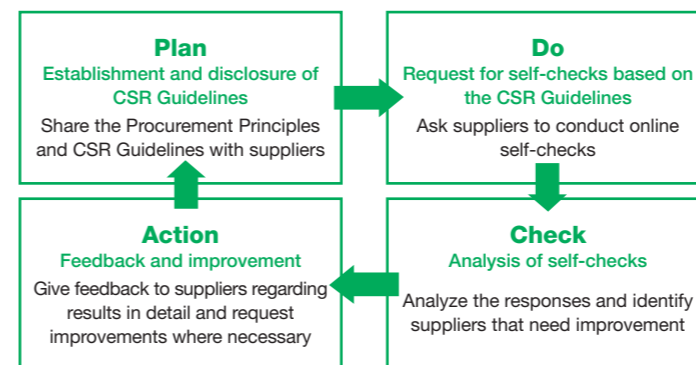 Plan
Establishment and disclosure of
CSR Guidelines
Share the Procurement Principles
and CSR Guidelines with suppliers
Do
Request for self-checks based on
the CSR Guidelines
Ask suppliers to conduct online
self-checks
Action
Feedback and improvement
Give feedback to suppliers regarding
results in detail and request
improvements where necessary
Check
Analysis of self-checks
Analyze the responses and identify
suppliers that need improvement